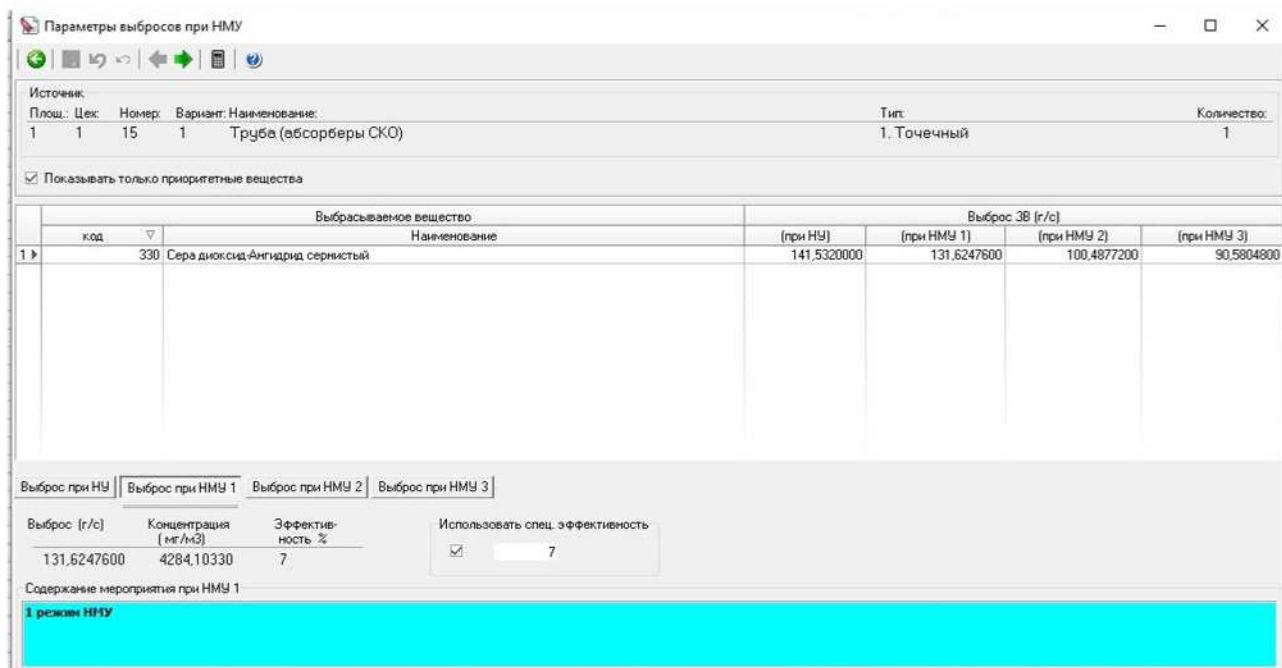 Параметры выбросов при НМУ
Источник
Площ.: Цех: Номер: Вариант: Наименование: Тип: Количество:
1 1 15 1 Труба (абсорберы СКО) 1. Точечный 1
Показывать только приоритетные вещества
Выбрасываемое вещество Выброс ЗВ (г/с)
код Наименование (при НУ) (при НМУ 1) (при НМУ 2) (при НМУ 3)
1 330 Сера диоксид-Ангидрид сернистый 141,5320000 131,6247600 100,4877200 90,5804800
Выброс при НУ Выброс при НМУ 1 Выброс при НМУ 2 Выброс при НМУ 3
Выброс (г/с) Концентрация Эффектив- Использовать спец. эффективность
(мг/м3) ность %
131,6247600 4284,10330 7 7
Содержание мероприятия при НМУ 1
1 режим НМУ